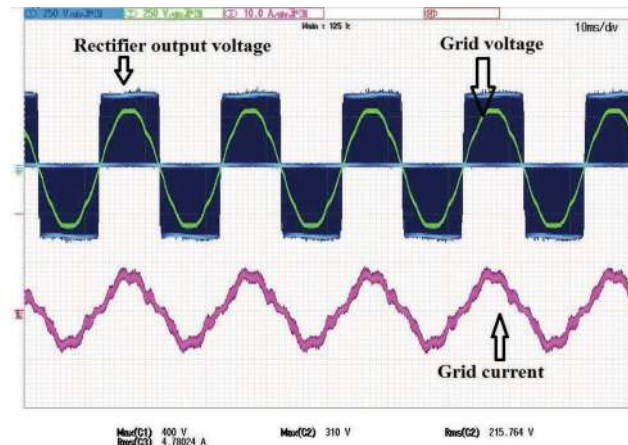 250 V 250 V 10.0 A
Main : 125 k 10ms/div
Rectifier output voltage
Grid voltage
Grid current
Max(C1) 400 V Max(C2) 310 V Rms(C2) 215.764 V
Rms(C3) 4.78024 A